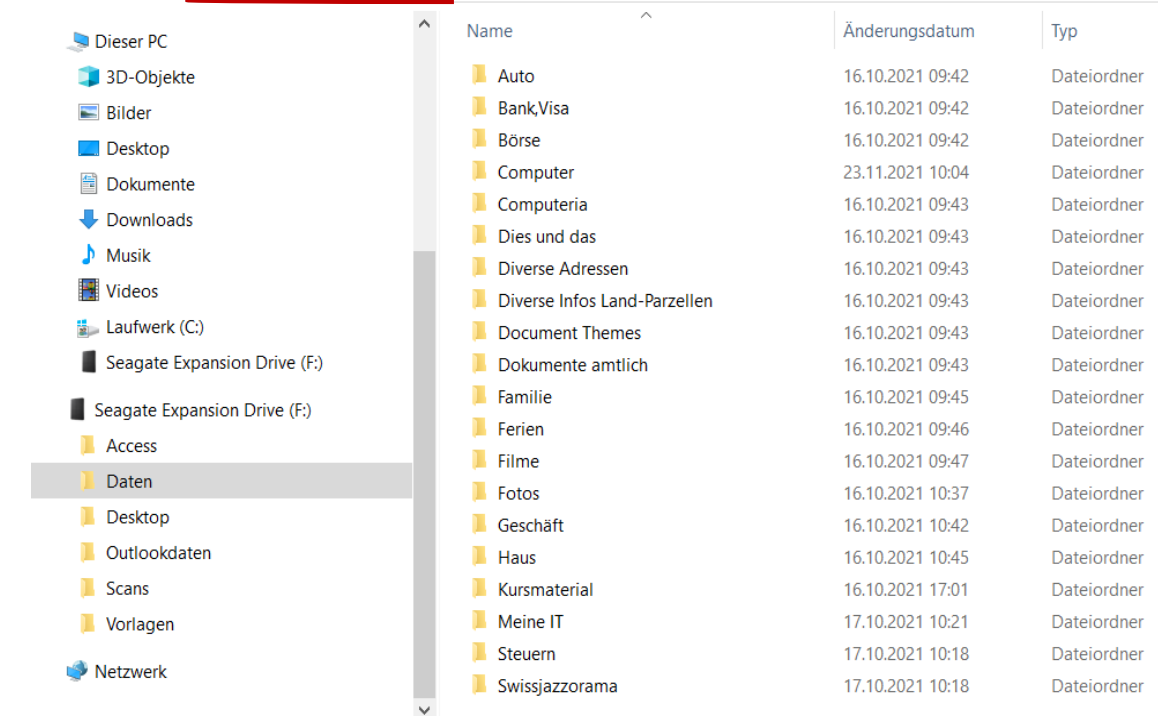 Dieser PC
3D-Objekte
Bilder
Desktop
Dokumente
Downloads
Musik
Videos
Laufwerk (C:)
Seagate Expansion Drive (F:)
Seagate Expansion Drive (F:)
Access
Daten
Desktop
Outlookdaten
Scans
Vorlagen
Netzwerk
Name Änderungsdatum Typ
Auto 16.10.2021 09:42 Dateiordner
Bank,Visa 16.10.2021 09:42 Dateiordner
Börse 16.10.2021 09:42 Dateiordner
Computer 23.11.2021 10:04 Dateiordner
Computeria 16.10.2021 09:43 Dateiordner
Dies und das 16.10.2021 09:43 Dateiordner
Diverse Adressen 16.10.2021 09:43 Dateiordner
Diverse Infos Land-Parzellen 16.10.2021 09:43 Dateiordner
Document Themes 16.10.2021 09:43 Dateiordner
Dokumente amtlich 16.10.2021 09:43 Dateiordner
Familie 16.10.2021 09:45 Dateiordner
Ferien 16.10.2021 09:46 Dateiordner
Filme 16.10.2021 09:47 Dateiordner
Fotos 16.10.2021 10:37 Dateiordner
Geschäft 16.10.2021 10:42 Dateiordner
Haus 16.10.2021 10:45 Dateiordner
Kursmaterial 16.10.2021 17:01 Dateiordner
Meine IT 17.10.2021 10:21 Dateiordner
Steuern 17.10.2021 10:18 Dateiordner
Swissjazzorama 17.10.2021 10:18 Dateiordner